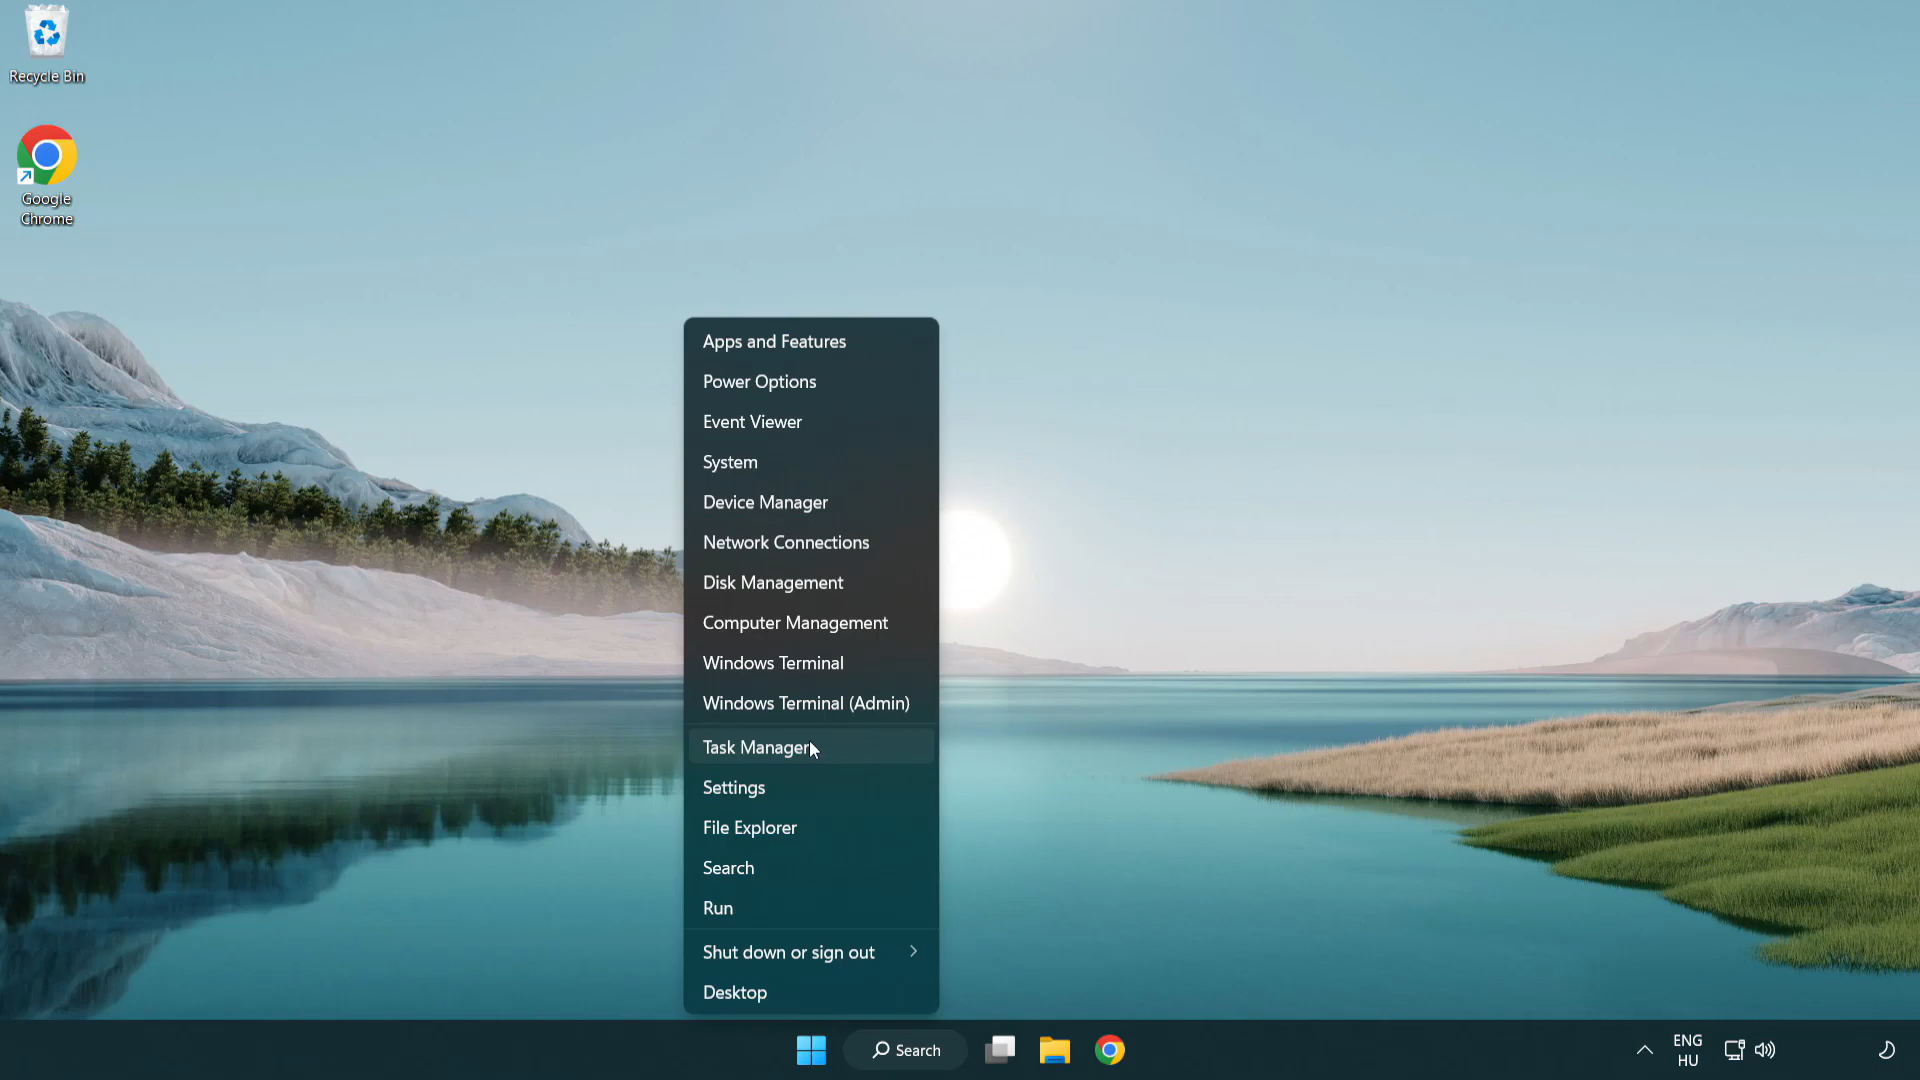 Recycle Bin
Google
Chrome
Apps and Features
Power Options
Event Viewer
System
Device Manager
Network Connections
Disk Management
Computer Management
Windows Terminal
Windows Terminal (Admin)
Task Manager
Settings
File Explorer
Search
Run
Shut down or sign out
Desktop
Search
ENG
HU